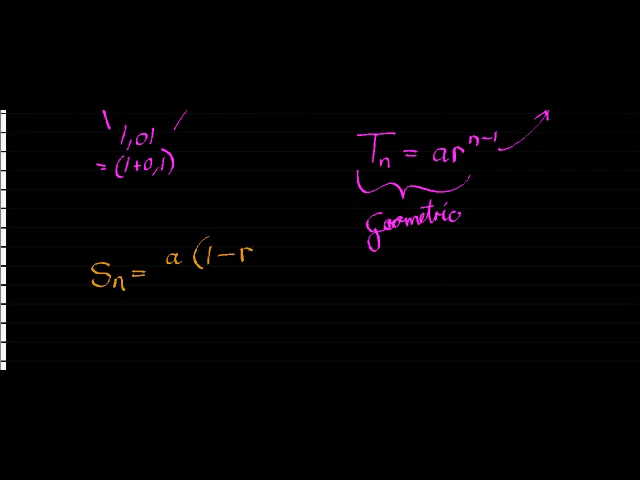 1,01
= (1+0,1)
Tn = ar^{n-1}
geometric
Sn = a (1-r